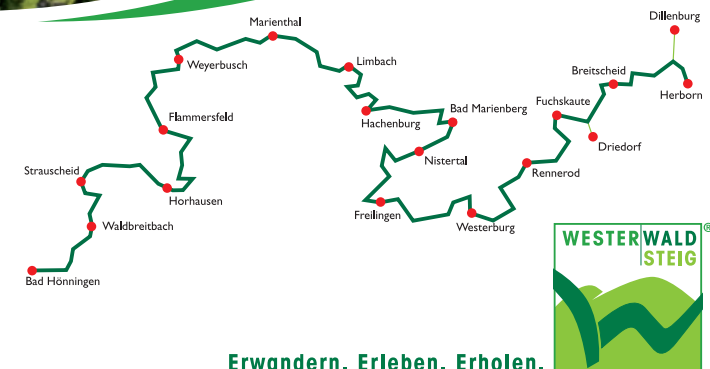 Dillenburg
Marienthal
Limbach
Weyerbusch
Breitscheid
Herborn
Fuchskaute
Bad Marienberg
Hachenburg
Flammersfeld
Driedorf
Nistertal
Rennerod
Strauscheid
Horhausen
Freilingen
Westerburg
Waldbreitbach
Bad Hönningen
WESTERWALD®
STEIG
Erwandern. Erleben. Erholen.